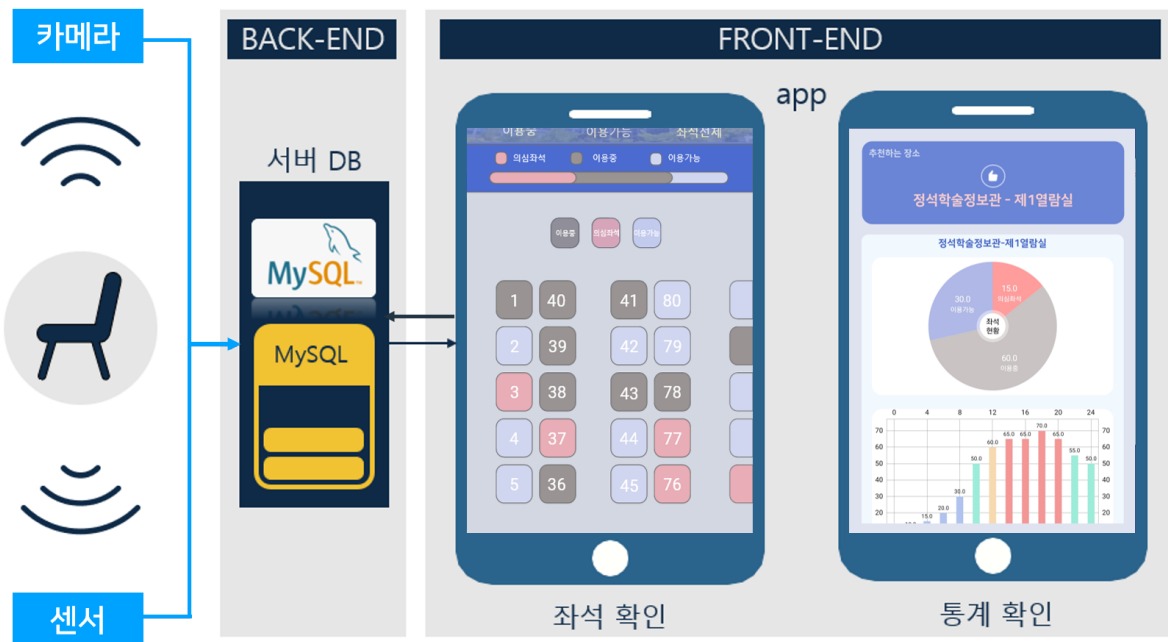 카메라
센서
BACK-END
서버 DB
MySQL™
MySQL
FRONT-END
app
이용중 이용가능 좌석전체
의심좌석 이용중 이용가능
이용중 의심좌석 이용가능
1 40 41 80
2 39 42 79
3 38 43 78
4 37 44 77
5 36 45 76
좌석 확인
추천하는 장소
정석학술정보관 - 제1열람실
정석학술정보관-제1열람실
15.0
의심좌석
30.0
이용가능
좌석
현황
60.0
이용중
0 4 8 12 16 20 24
70 70
60 60
50 50
40 40
30 30
20 20
15.0 20.0 30.0 50.0 60.0 65.0 65.0 70.0 65.0 55.0 50.0
통계 확인